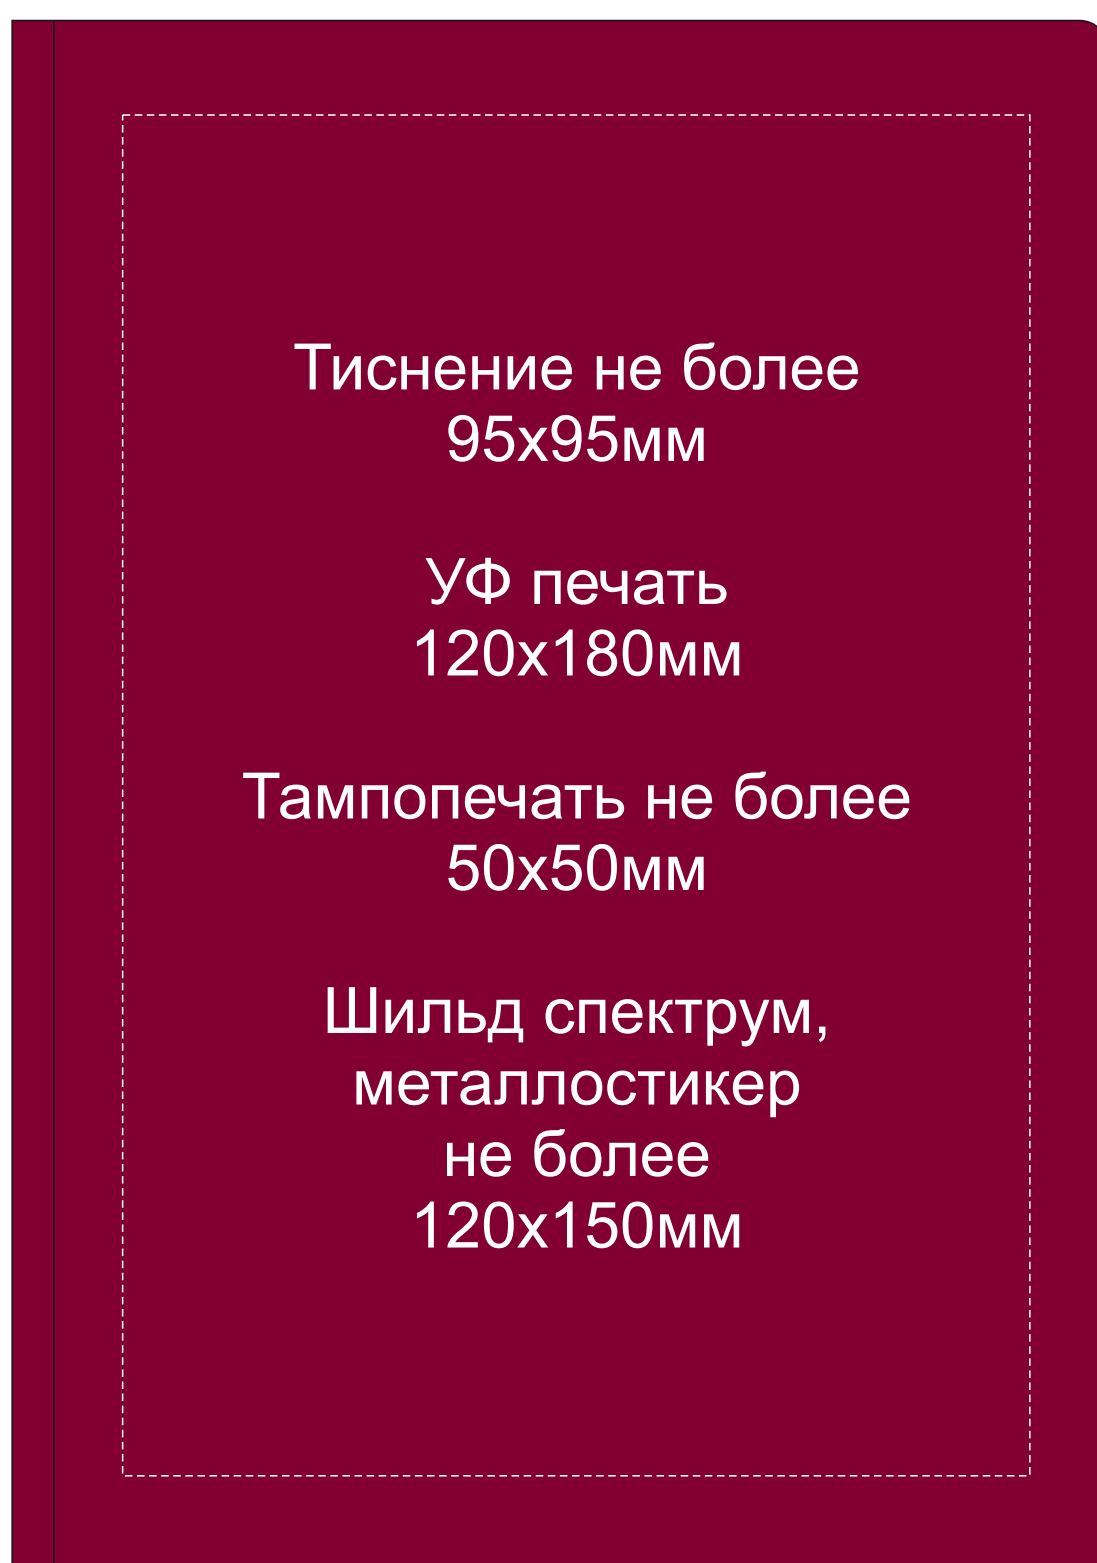 Тиснение не более
95х95мм
УФ печать
120х180мм
Тампопечать не более
50х50мм
Шильд спектрум,
металлостикер
не более
120х150мм